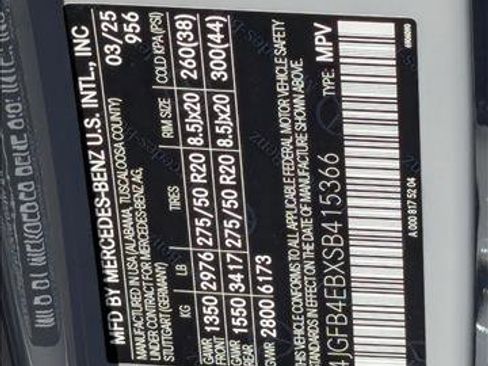 MFD BY MERCEDES-BENZ U.S. INTL., INC
MANUFACTURED IN USA (ALABAMA, TUSCALOOSA COUNTY)
UNDER CONTROL OF MERCEDES-BENZ AG,
STUTTGART (GERMANY)
03/25
956
KG LB TIRES RIM SIZE COLD KPA(PSI)
GAWR FRONT 1350 2976 275/50 R20 8.5Jx20 260(38)
GAWR REAR 1550 3417 275/50 R20 8.5Jx20 300(44)
GVWR 2800 6173
THIS VEHICLE CONFORMS TO ALL APPLICABLE FEDERAL MOTOR VEHICLE SAFETY
STANDARDS IN EFFECT ON THE DATE OF MANUFACTURE SHOWN ABOVE.
4JGFB4EBXSB415366 TYPE: MPV
A 000 817 52 04